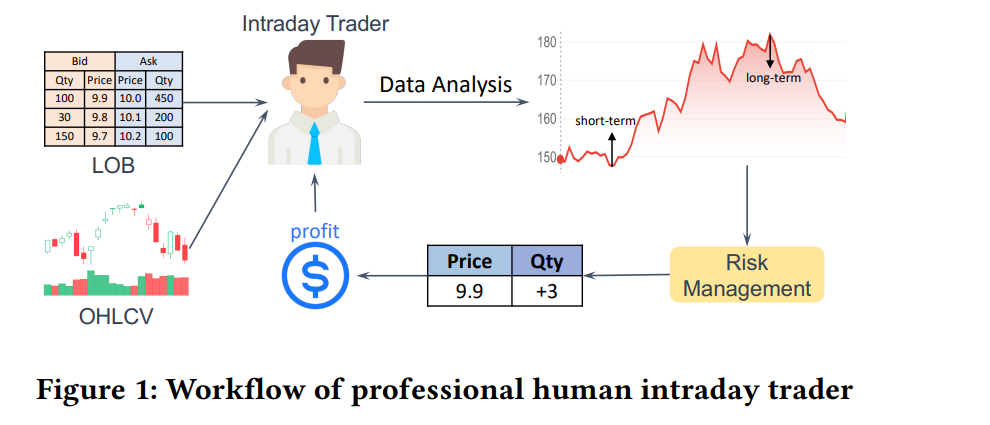 Intraday Trader
Bid Ask
Qty Price Price Qty
100 9.9 10.0 450
30 9.8 10.1 200
150 9.7 10.2 100
LOB
OHLCV
Data Analysis
180
170
160
150
short-term
long-term
Risk
Management
Price Qty
9.9 +3
profit
$
Figure 1: Workflow of professional human intraday trader